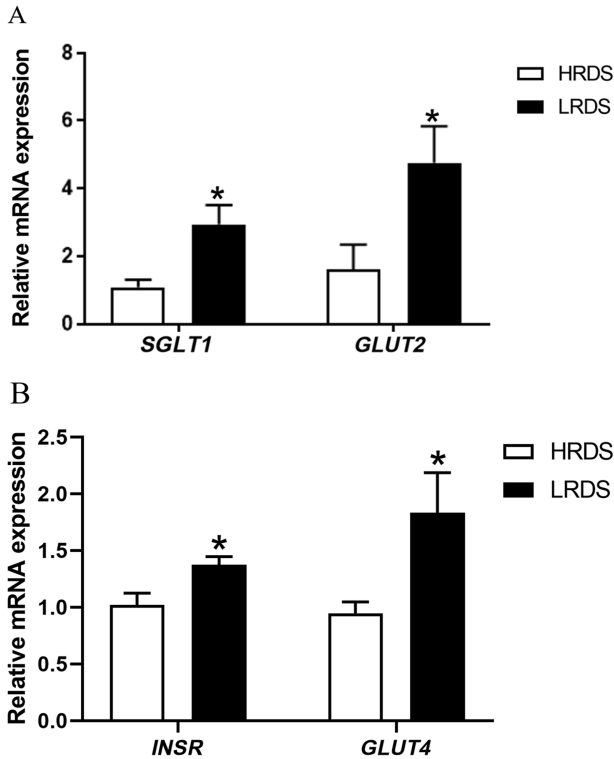 A
Relative mRNA expression
8
6
4
2
0
*
*
SGLT1
GLUT2
HRDS
LRDS
B
Relative mRNA expression
2.5
2.0
1.5
1.0
0.5
0.0
*
*
INSR
GLUT4
HRDS
LRDS